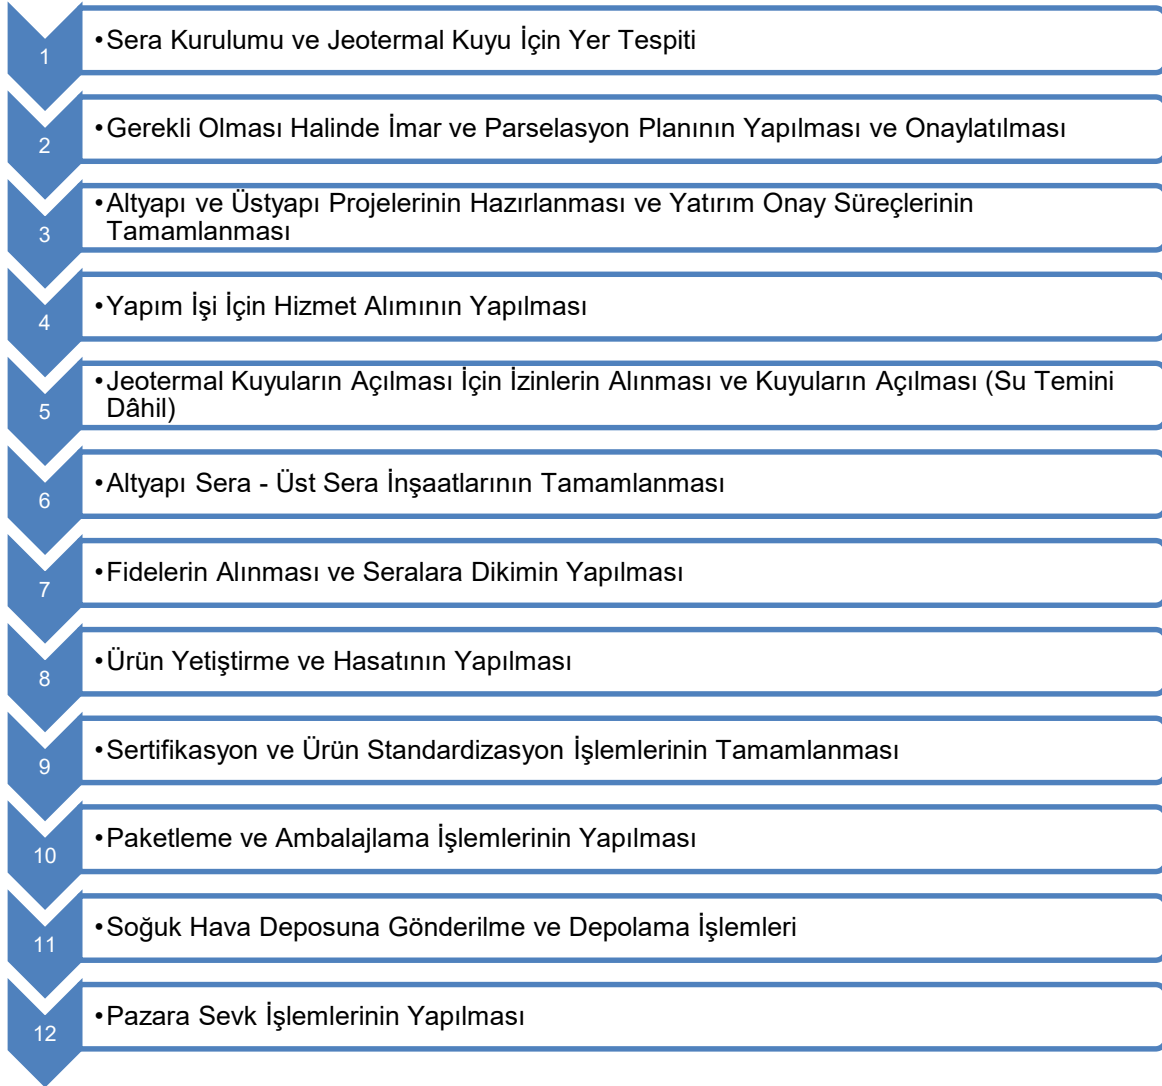 1
•Sera Kurulumu ve Jeotermal Kuyu İçin Yer Tespiti
2
•Gerekli Olması Halinde İmar ve Parselasyon Planının Yapılması ve Onaylatılması
3
•Altyapı ve Üstyapı Projelerinin Hazırlanması ve Yatırım Onay Süreçlerinin
Tamamlanması
4
•Yapım İşi İçin Hizmet Alımının Yapılması
5
•Jeotermal Kuyuların Açılması İçin İzinlerin Alınması ve Kuyuların Açılması (Su Temini
Dâhil)
6
•Altyapı Sera - Üst Sera İnşaatlarının Tamamlanması
7
•Fidelerin Alınması ve Seralara Dikimin Yapılması
8
•Ürün Yetiştirme ve Hasatının Yapılması
9
•Sertifikasyon ve Ürün Standardizasyon İşlemlerinin Tamamlanması
10
•Paketleme ve Ambalajlama İşlemlerinin Yapılması
11
•Soğuk Hava Deposuna Gönderilme ve Depolama İşlemleri
12
•Pazara Sevk İşlemlerinin Yapılması